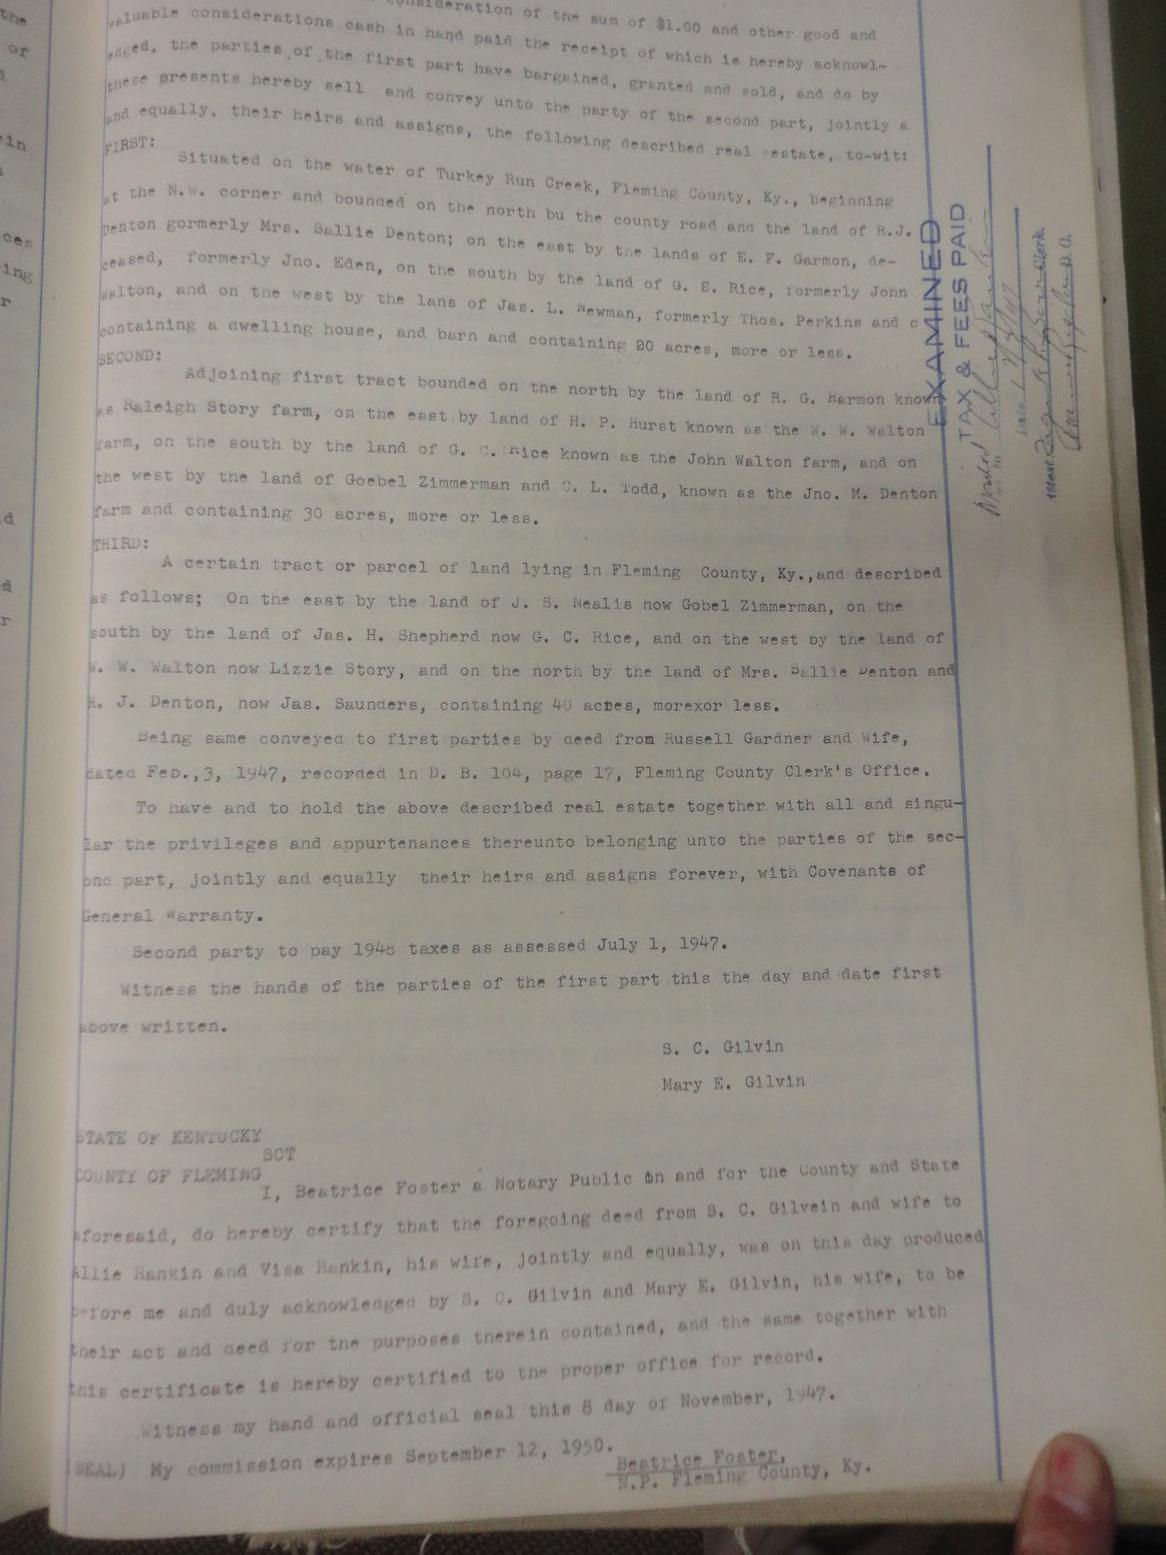 consideration of the sum of $1.00 and other good and
valuable considerations cash in hand paid the receipt of which is hereby acknowl-
edged, the parties of the first part have bargained, granted and sold, and do by
these presents hereby sell and convey unto the party of the second part, jointly a
and equally, their heirs and assigns, the following described real estate, to-wit:
FIRST:
Situated on the water of Turkey Run Creek, Fleming County, Ky., beginning
at the N.W. corner and bounded on the north bu the county road and the land of R.J.
Denton gormerly Mrs. Sallie Denton; on the east by the lands of E. F. Garmon, de-
ceased, formerly Jno. Eden, on the south by the land of G. E. Rice, formerly John
Walton, and on the west by the lans of Jas. L. Newman, formerly Thos. Perkins and c
containing a dwelling house, and barn and containing 80 acres, more or less.
SECOND:
Adjoining first tract bounded on the north by the land of R. G. Harmon known
as Raleigh Story farm, on the east by land of H. P. Hurst known as the W. W. Walton
farm, on the south by the land of G. C. Rice known as the John Walton farm, and on
the west by the land of Goebel Zimmerman and C. L. Todd, known as the Jno. M. Denton
farm and containing 30 acres, more or less.
THIRD:
A certain tract or parcel of land lying in Fleming County, Ky.,and described
as follows; On the east by the land of J. S. Nealis now Gobel Zimmerman, on the
south by the land of Jas. H. Shepherd now G. C. Rice, and on the west by the land of
W. W. Walton now Lizzie Story, and on the north by the land of Mrs. Sallie Denton and
R. J. Denton, now Jas. Saunders, containing 40 actes, morexor less.
Being same conveyed to first parties by deed from Russell Gardner and Wife,
dated Feb.,3, 1947, recorded in D. B. 104, page 17, Fleming County Clerk's Office.
To have and to hold the above described real estate together with all and singu-
lar the privileges and appurtenances thereunto belonging unto the parties of the sec-
ond part, jointly and equally their heirs and assigns forever, with Covenants of
General Warranty.
Second party to pay 1948 taxes as assessed July 1, 1947.
Witness the hands of the parties of the first part this the day and date first
above written.
S. C. Gilvin
Mary E. Gilvin
STATE OF KENTUCKY
SCT
COUNTY OF FLEMING
I, Beatrice Foster a Notary Public in and for the County and State
aforesaid, do hereby certify that the foregoing deed from S. C. Gilvein and wife to
Allie Rankin and Visa Rankin, his wife, jointly and equally, was on this day produced
before me and duly acknowledged by S. C. Gilvin and Mary E. Gilvin, his wife, to be
their act and deed for the purposes therein contained, and the same together with
this certificate is hereby certified to the proper office for record.
Witness my hand and official seal this 8 day of November, 1947.
(SEAL) My commission expires September 12, 1950.
Beatrice Foster,
N.P. Fleming County, Ky.
EXAMINED
TAX & FEES PAID
Clerk.
D.C.